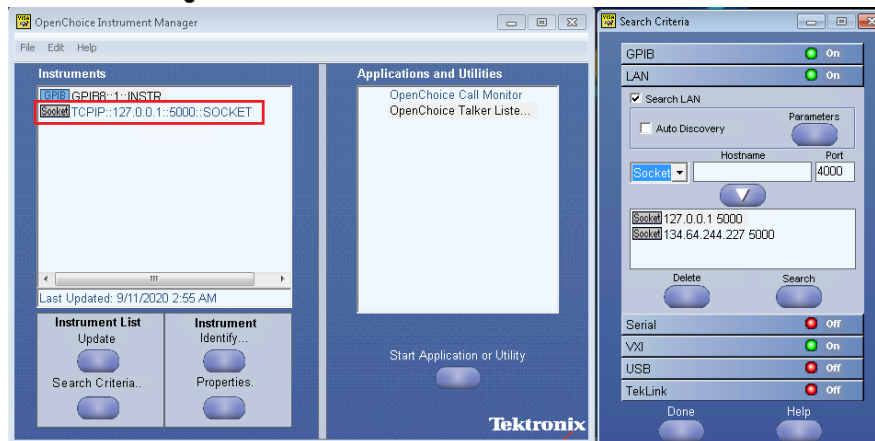 OpenChoice Instrument Manager
File Edit Help
Instruments
GPIB GPIB8::1::INSTR
Socket TCPIP::127.0.0.1::5000::SOCKET
Last Updated: 9/11/2020 2:55 AM
Instrument List
Update
Search Criteria..
Instrument
Identify...
Properties.
Applications and Utilities
OpenChoice Call Monitor
OpenChoice Talker Liste...
Start Application or Utility
Tektronix
Search Criteria
GPIB On
LAN On
Search LAN
Auto Discovery
Parameters
Hostname Port
Socket 4000
Socket 127.0.0.1 5000
Socket 134.64.244.227 5000
Delete Search
Serial Off
VXI On
USB Off
TekLink Off
Done Help